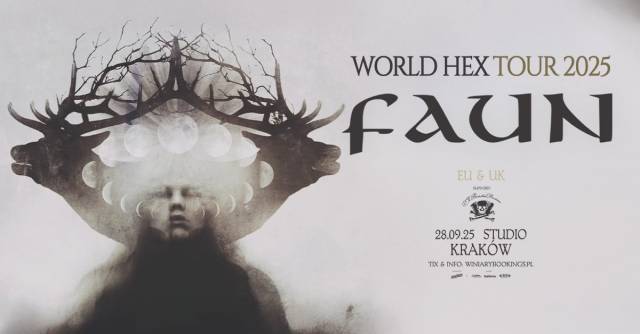 WORLD HEX TOUR 2025
FAUN
EU & UK
28.09.25 STUDIO
KRAKÓW
TIX & INFO: WINIARYBOOKINGS.PL